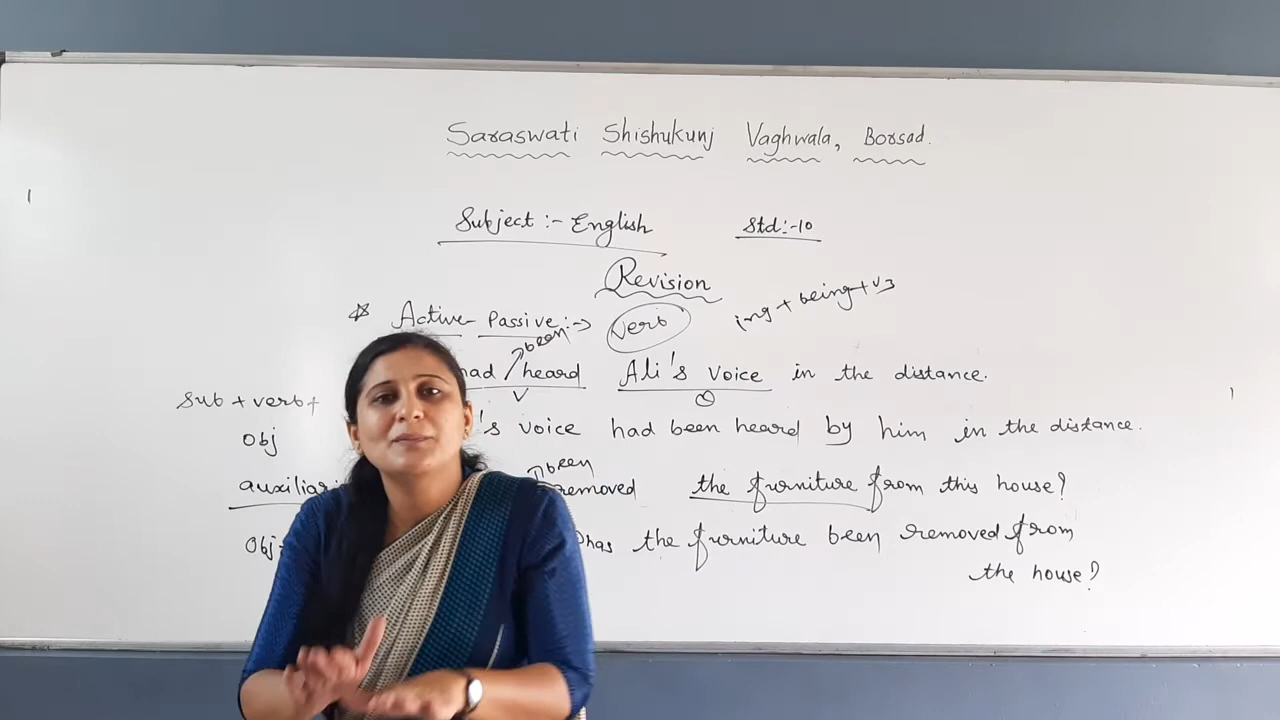 Saraswati Shishukunj Vaghwala, Borsad.
Subject :- English Std :- 10
Revision
ing + being + V3
☆ Active Passive :-> Verb
been
had heard Ali's voice in the distance.
V O
Sub + verb +
Obj
's voice had been heard by him in the distance.
been
removed the furniture from this house?
Obj
has the furniture been removed from
the house?